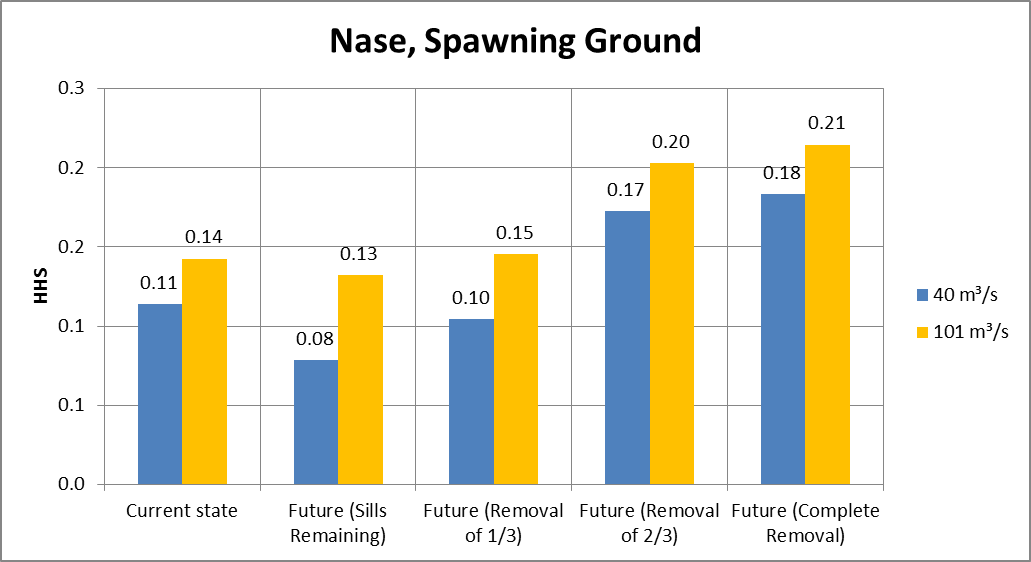 Nase, Spawning Ground
HHS
0.3
0.2
0.2
0.1
0.1
0.0
0.11
0.14
0.08
0.13
0.10
0.15
0.17
0.20
0.18
0.21
Current state
Future (Sills
Remaining)
Future (Removal
of 1/3)
Future (Removal
of 2/3)
Future (Complete
Removal)
40 m³/s
101 m³/s